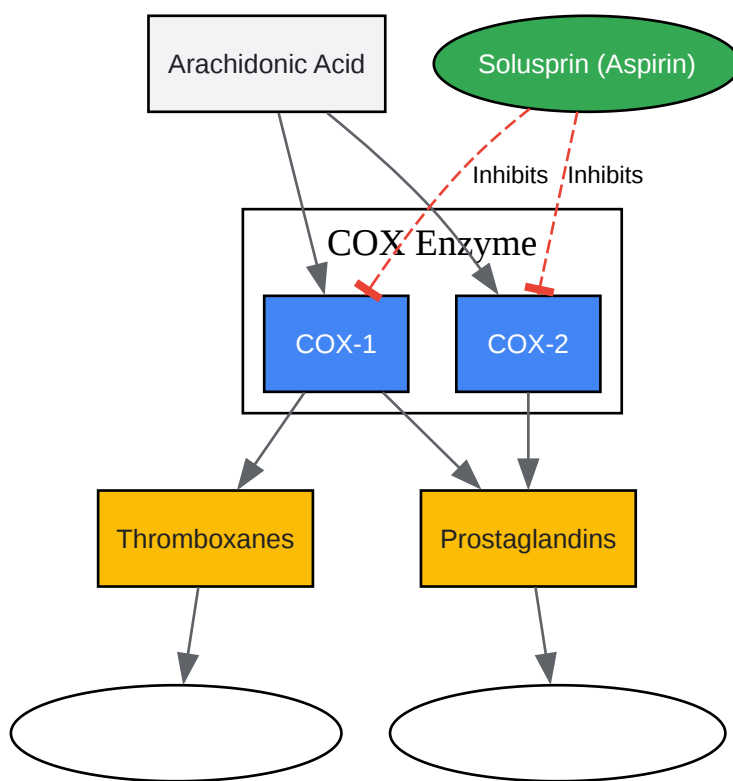 Arachidonic Acid
Solusprin (Aspirin)
Inhibits
Inhibits
COX Enzyme
COX-1
COX-2
Thromboxanes
Prostaglandins